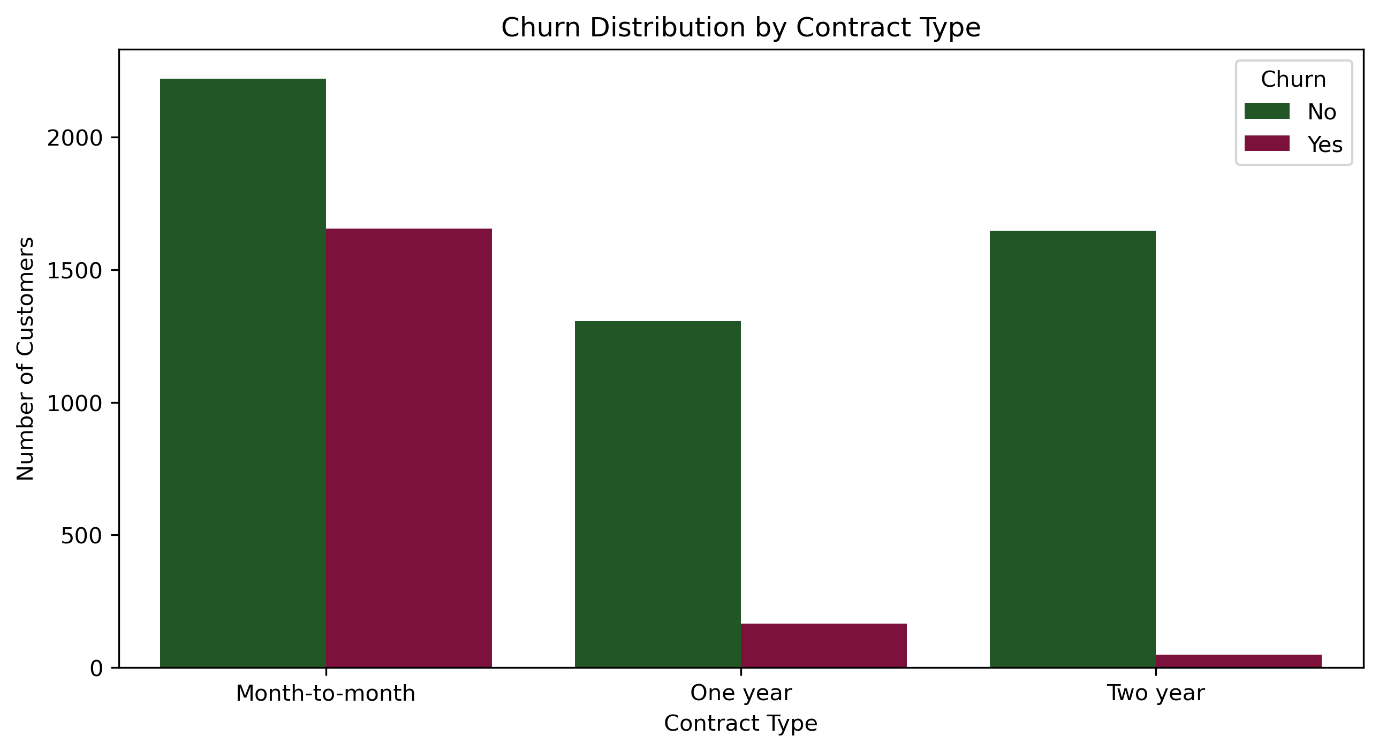 Churn Distribution by Contract Type
Churn
No
Yes
Number of Customers
2000
1500
1000
500
0
Month-to-month
One year
Two year
Contract Type